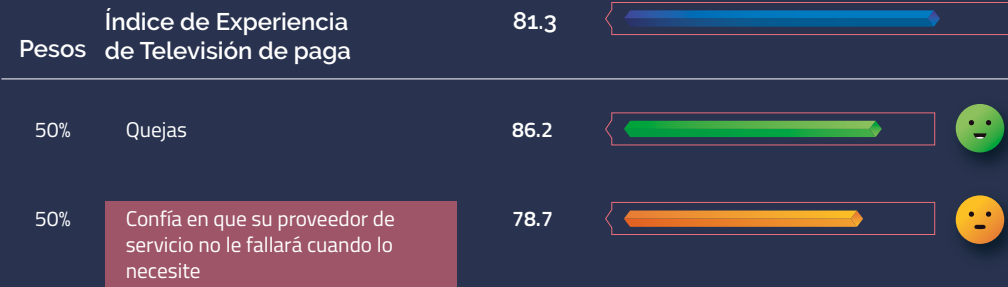 Pesos
Índice de Experiencia
de Televisión de paga
81.3
50%
Quejas
86.2
50%
Confía en que su proveedor de
servicio no le fallará cuando lo
necesite
78.7